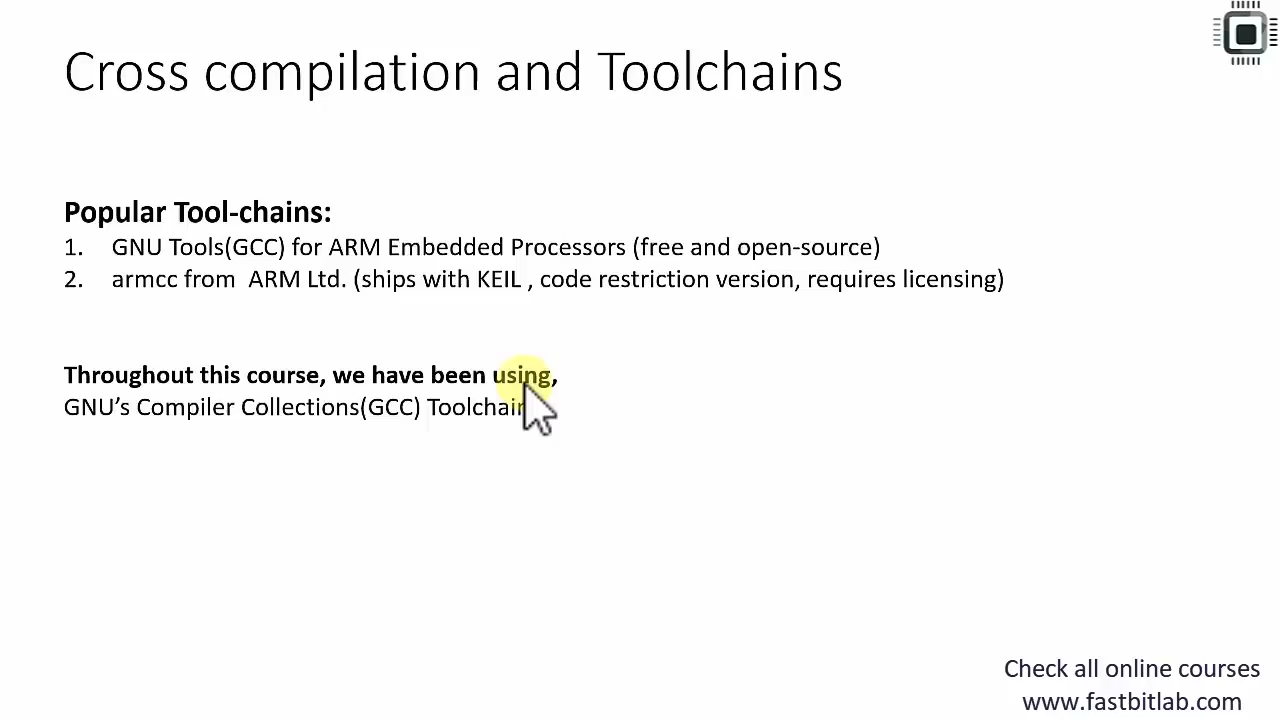 Cross compilation and Toolchains
Popular Tool-chains:
1. GNU Tools(GCC) for ARM Embedded Processors (free and open-source)
2. armcc from ARM Ltd. (ships with KEIL , code restriction version, requires licensing)
Throughout this course, we have been using,
GNU’s Compiler Collections(GCC) Toolchain
Check all online courses
www.fastbitlab.com